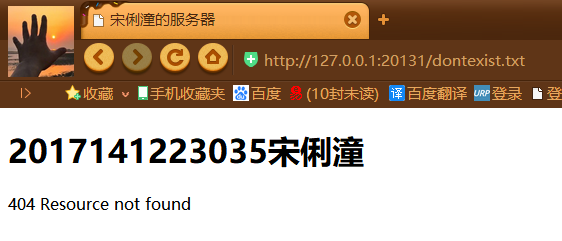 宋俐潼的服务器
http://127.0.0.1:20131/dontexist.txt
收藏 手机收藏夹 百度 (10封未读) 译 百度翻译 URP 登录 登
2017141223035宋俐潼
404 Resource not found